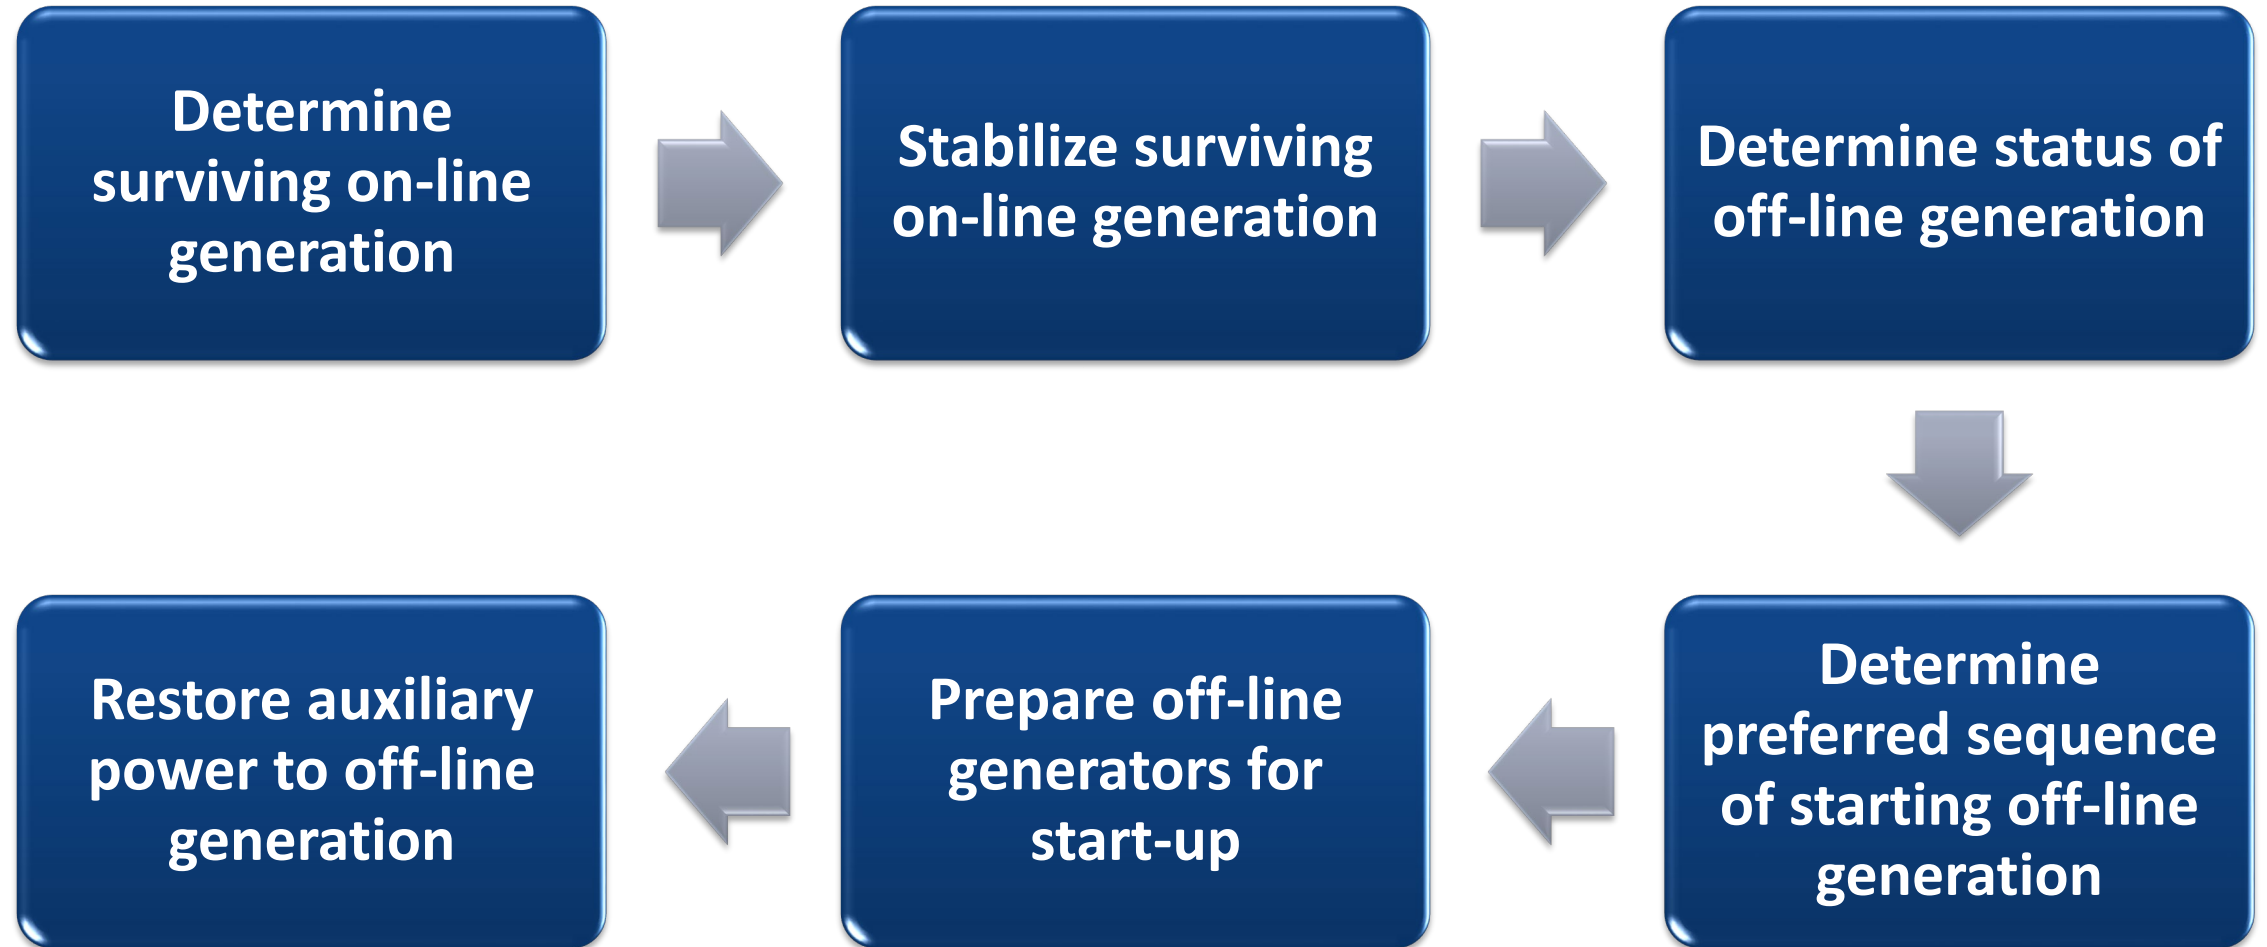 Determine
surviving on-line
generation
Stabilize surviving
on-line generation
Determine status of
off-line generation
Determine
preferred sequence
of starting off-line
generation
Prepare off-line
generators for
start-up
Restore auxiliary
power to off-line
generation